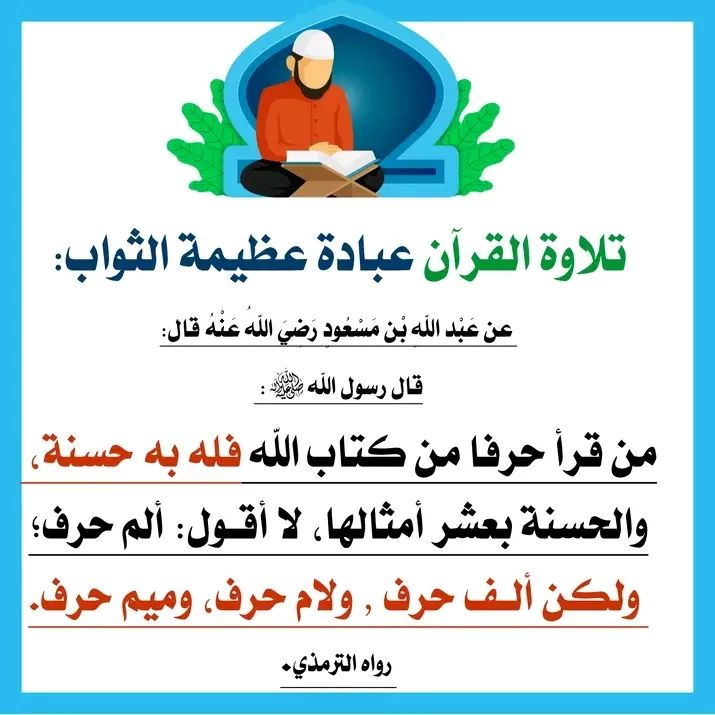 تلاوة القرآن عبادة عظيمة الثواب:
عن عَبْد اللهِ بْن مَسْعُودٍ رَضِيَ اللهُ عَنْهُ قال:
قال رسول الله ﷺ :
من قرأ حرفا من كتاب الله فله به حسنة،
والحسنة بعشر أمثالها، لا أقول: ألم حرف؛
ولكن ألف حرف , ولام حرف، وميم حرف.
رواه الترمذي.